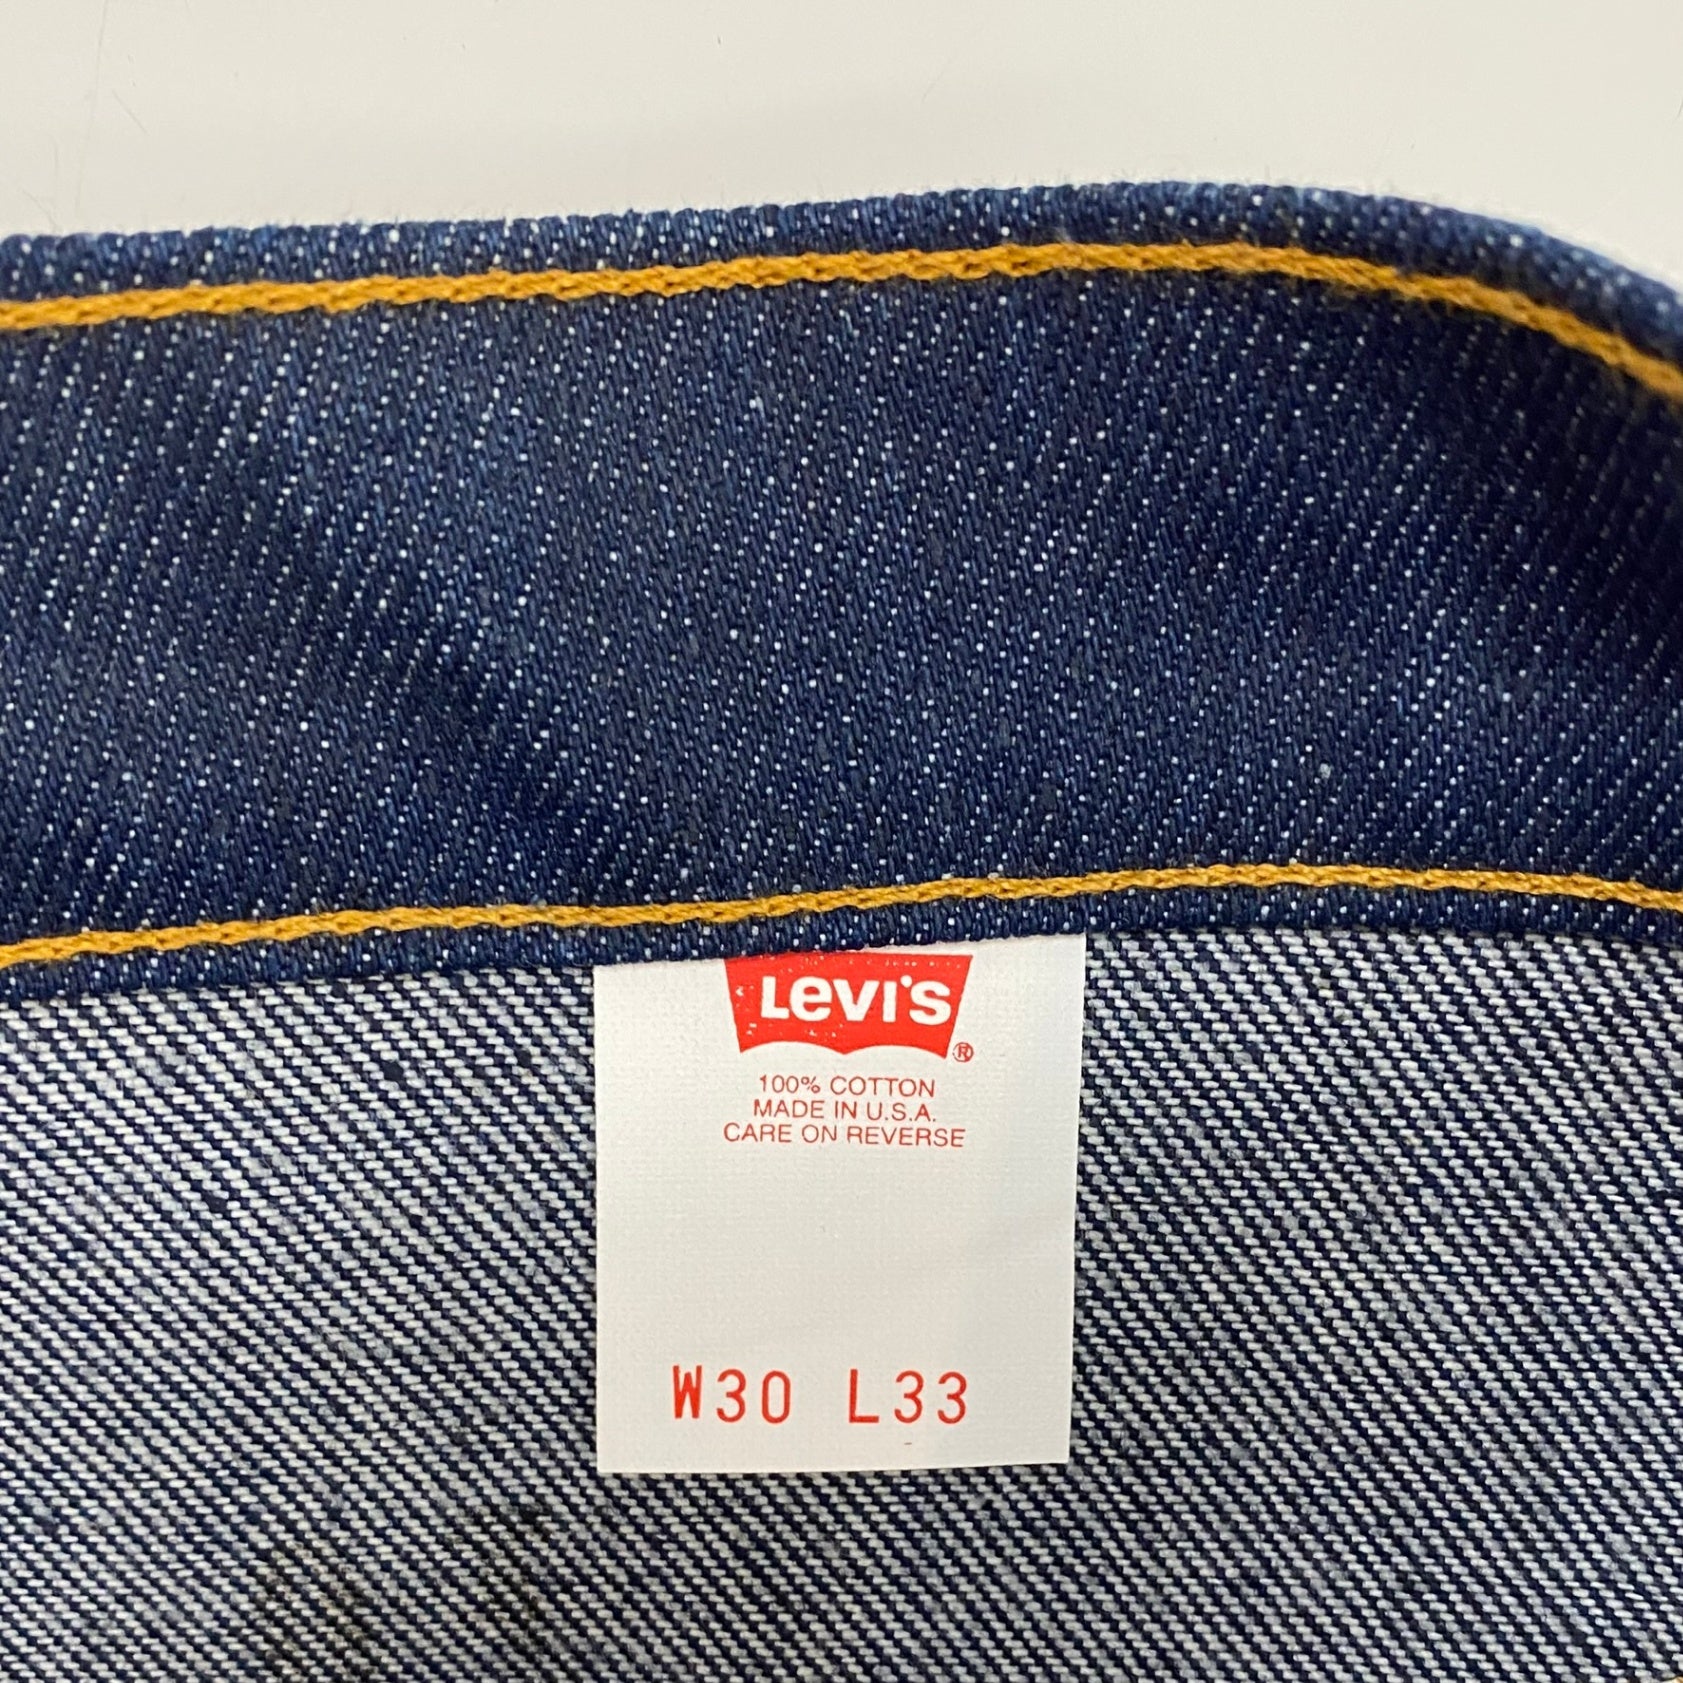 Levi's
®
100% COTTON
MADE IN U.S.A.
CARE ON REVERSE
W30 L33